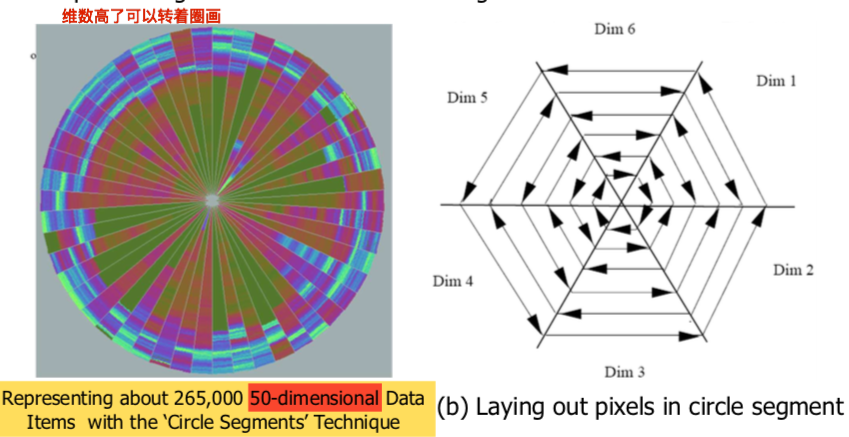 维数高了可以转着圈画
Dim 6
Dim 1
Dim 5
Dim 4
Dim 2
Dim 3
Representing about 265,000 50-dimensional Data
Items with the ‘Circle Segments’ Technique
(b) Laying out pixels in circle segment